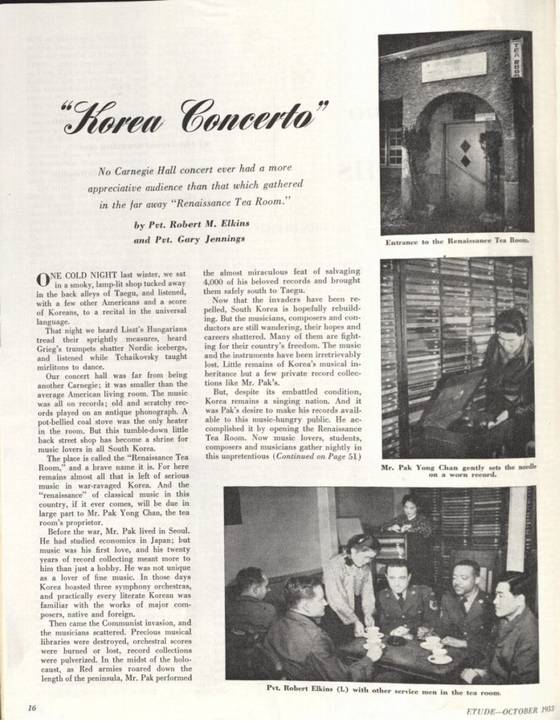 "Korea Concerto"
No Carnegie Hall concert ever had a more
appreciative audience than that which gathered
in the far away "Renaissance Tea Room."
by Pvt. Robert M. Elkins
and Pvt. Gary Jennings
ONE COLD NIGHT last winter, we sat
in a smoky, lamp-lit shop tucked away
in the back alleys of Taegu, and listened,
with a few other Americans and a score
of Koreans, to a recital in the universal
language.
That night we heard Liszt's Hungarians
tread their sprightly measures, heard
Grieg's trumpets shatter Nordic icebergs,
and listened while Tchaikovsky taught
mirlitons to dance.
Our concert hall was far from being
another Carnegie; it was smaller than the
average American living room. The music
was all on records; old and scratchy rec-
ords played on an antique phonograph. A
pot-bellied coal stove was the only heater
in the room. But this tumble-down little
back street shop has become a shrine for
music lovers in all South Korea.
The place is called the "Renaissance Tea
Room," and a brave name it is. For here
remains almost all that is left of serious
music in war-ravaged Korea. And the
"renaissance" of classical music in this
country, if it ever comes, will be due in
large part to Mr. Pak Yong Chan, the tea
room's proprietor.
Before the war, Mr. Pak lived in Seoul.
He had studied economics in Japan; but
music was his first love, and his twenty
years of record collecting meant more to
him than just a hobby. He was not unique
as a lover of fine music. In those days
Korea boasted three symphony orchestras,
and practically every literate Korean was
familiar with the works of major com-
posers, native and foreign.
Then came the Communist invasion, and
the musicians scattered. Precious musical
libraries were destroyed, orchestral scores
were burned or lost, record collections
were pulverized. In the midst of the holo-
caust, as Red armies roared down the
length of the peninsula, Mr. Pak performed
the almost miraculous feat of salvaging
4,000 of his beloved records and brought
them safely south to Taegu.
Now that the invaders have been re-
pelled, South Korea is hopefully rebuild-
ing. But the musicians, composers and con-
ductors are still wandering, their hopes and
careers shattered. Many of them are fight-
ing for their country's freedom. The music
and the instruments have been irretrievably
lost. Little remains of Korea's musical in-
heritance but a few private record collec-
tions like Mr. Pak's.
But, despite its embattled condition,
Korea remains a singing nation. And it
was Pak's desire to make his records avail-
able to this music-hungry public. He ac-
complished it by opening the Renaissance
Tea Room. Now music lovers, students,
composers and musicians gather nightly in
this unpretentious (Continued on Page 51)
TEA ROOM
Entrance to the Renaissance Tea Room.
Mr. Pak Yong Chan gently sets the needle
on a worn record.
Pvt. Robert Elkins (l.) with other service men in the tea room.
16
ETUDE—OCTOBER 1953